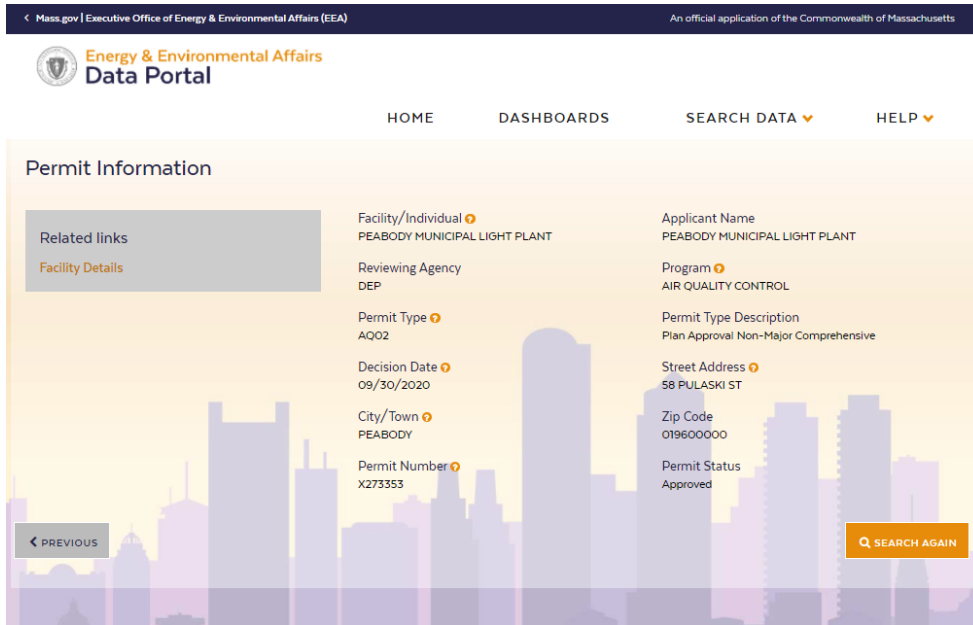 Mass.gov | Executive Office of Energy & Environmental Affairs (EEA)
An official application of the Commonwealth of Massachusetts
Energy & Environmental Affairs
Data Portal
HOME
DASHBOARDS
SEARCH DATA
HELP
Permit Information
Related links
Facility Details
Facility/Individual
PEABODY MUNICIPAL LIGHT PLANT
Applicant Name
PEABODY MUNICIPAL LIGHT PLANT
Reviewing Agency
DEP
Program
AIR QUALITY CONTROL
Permit Type
AQ02
Permit Type Description
Plan Approval Non-Major Comprehensive
Decision Date
09/30/2020
Street Address
58 PULASKI ST
City/Town
PEABODY
Zip Code
019600000
Permit Number
X273353
Permit Status
Approved
PREVIOUS
SEARCH AGAIN